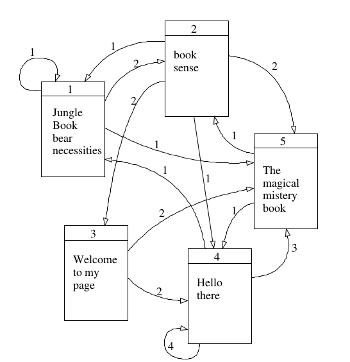 2
book
sense
1
1
2
2
2
1
Jungle
Book
bear
necessities
1
1
1
1
5
The
magical
mistery
book
2
1
3
Welcome
to my
page
2
4
Hello
there
3
4